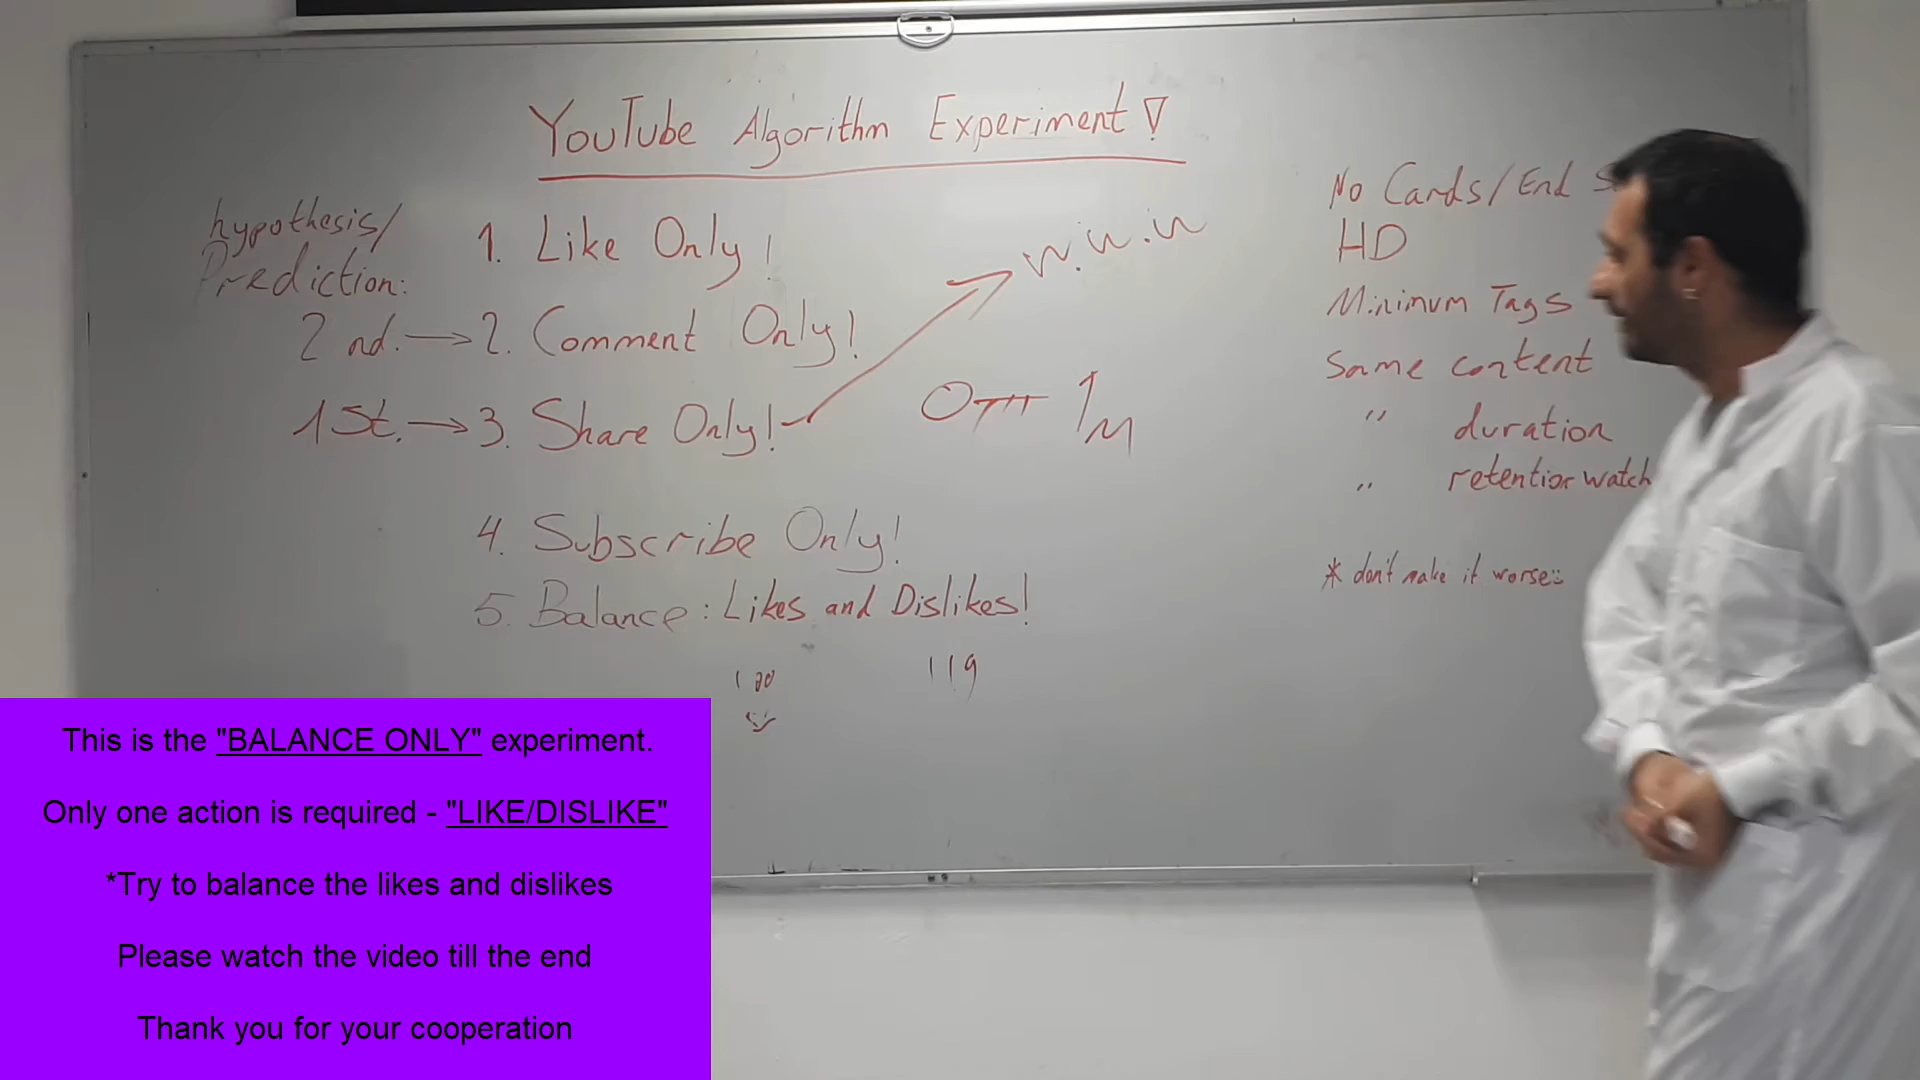 YouTube Algorithm Experiment!
hypothesis/
Prediction:
1. Like Only!
2 nd. → 2. Comment Only!
1st. → 3. Share Only!
4. Subscribe Only!
5. Balance: Likes and Dislikes!
100 119
1/M
No Cards/End
HD
Minimum Tags
Same content
" duration
" retention watch
* don't make it worse
This is the "BALANCE ONLY" experiment.
Only one action is required - "LIKE/DISLIKE"
*Try to balance the likes and dislikes
Please watch the video till the end
Thank you for your cooperation